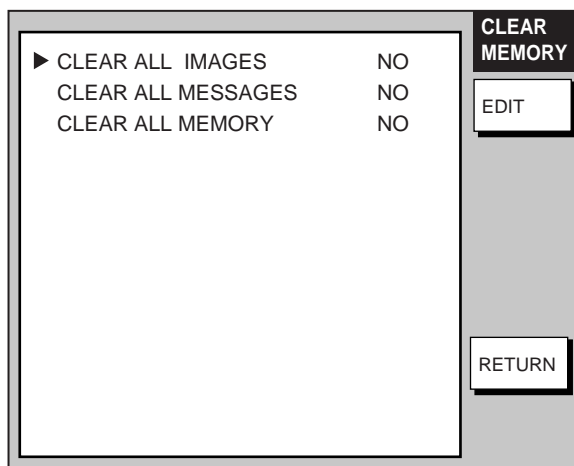 CLEAR
MEMORY
CLEAR ALL IMAGES NO
CLEAR ALL MESSAGES NO
CLEAR ALL MEMORY NO
EDIT
RETURN